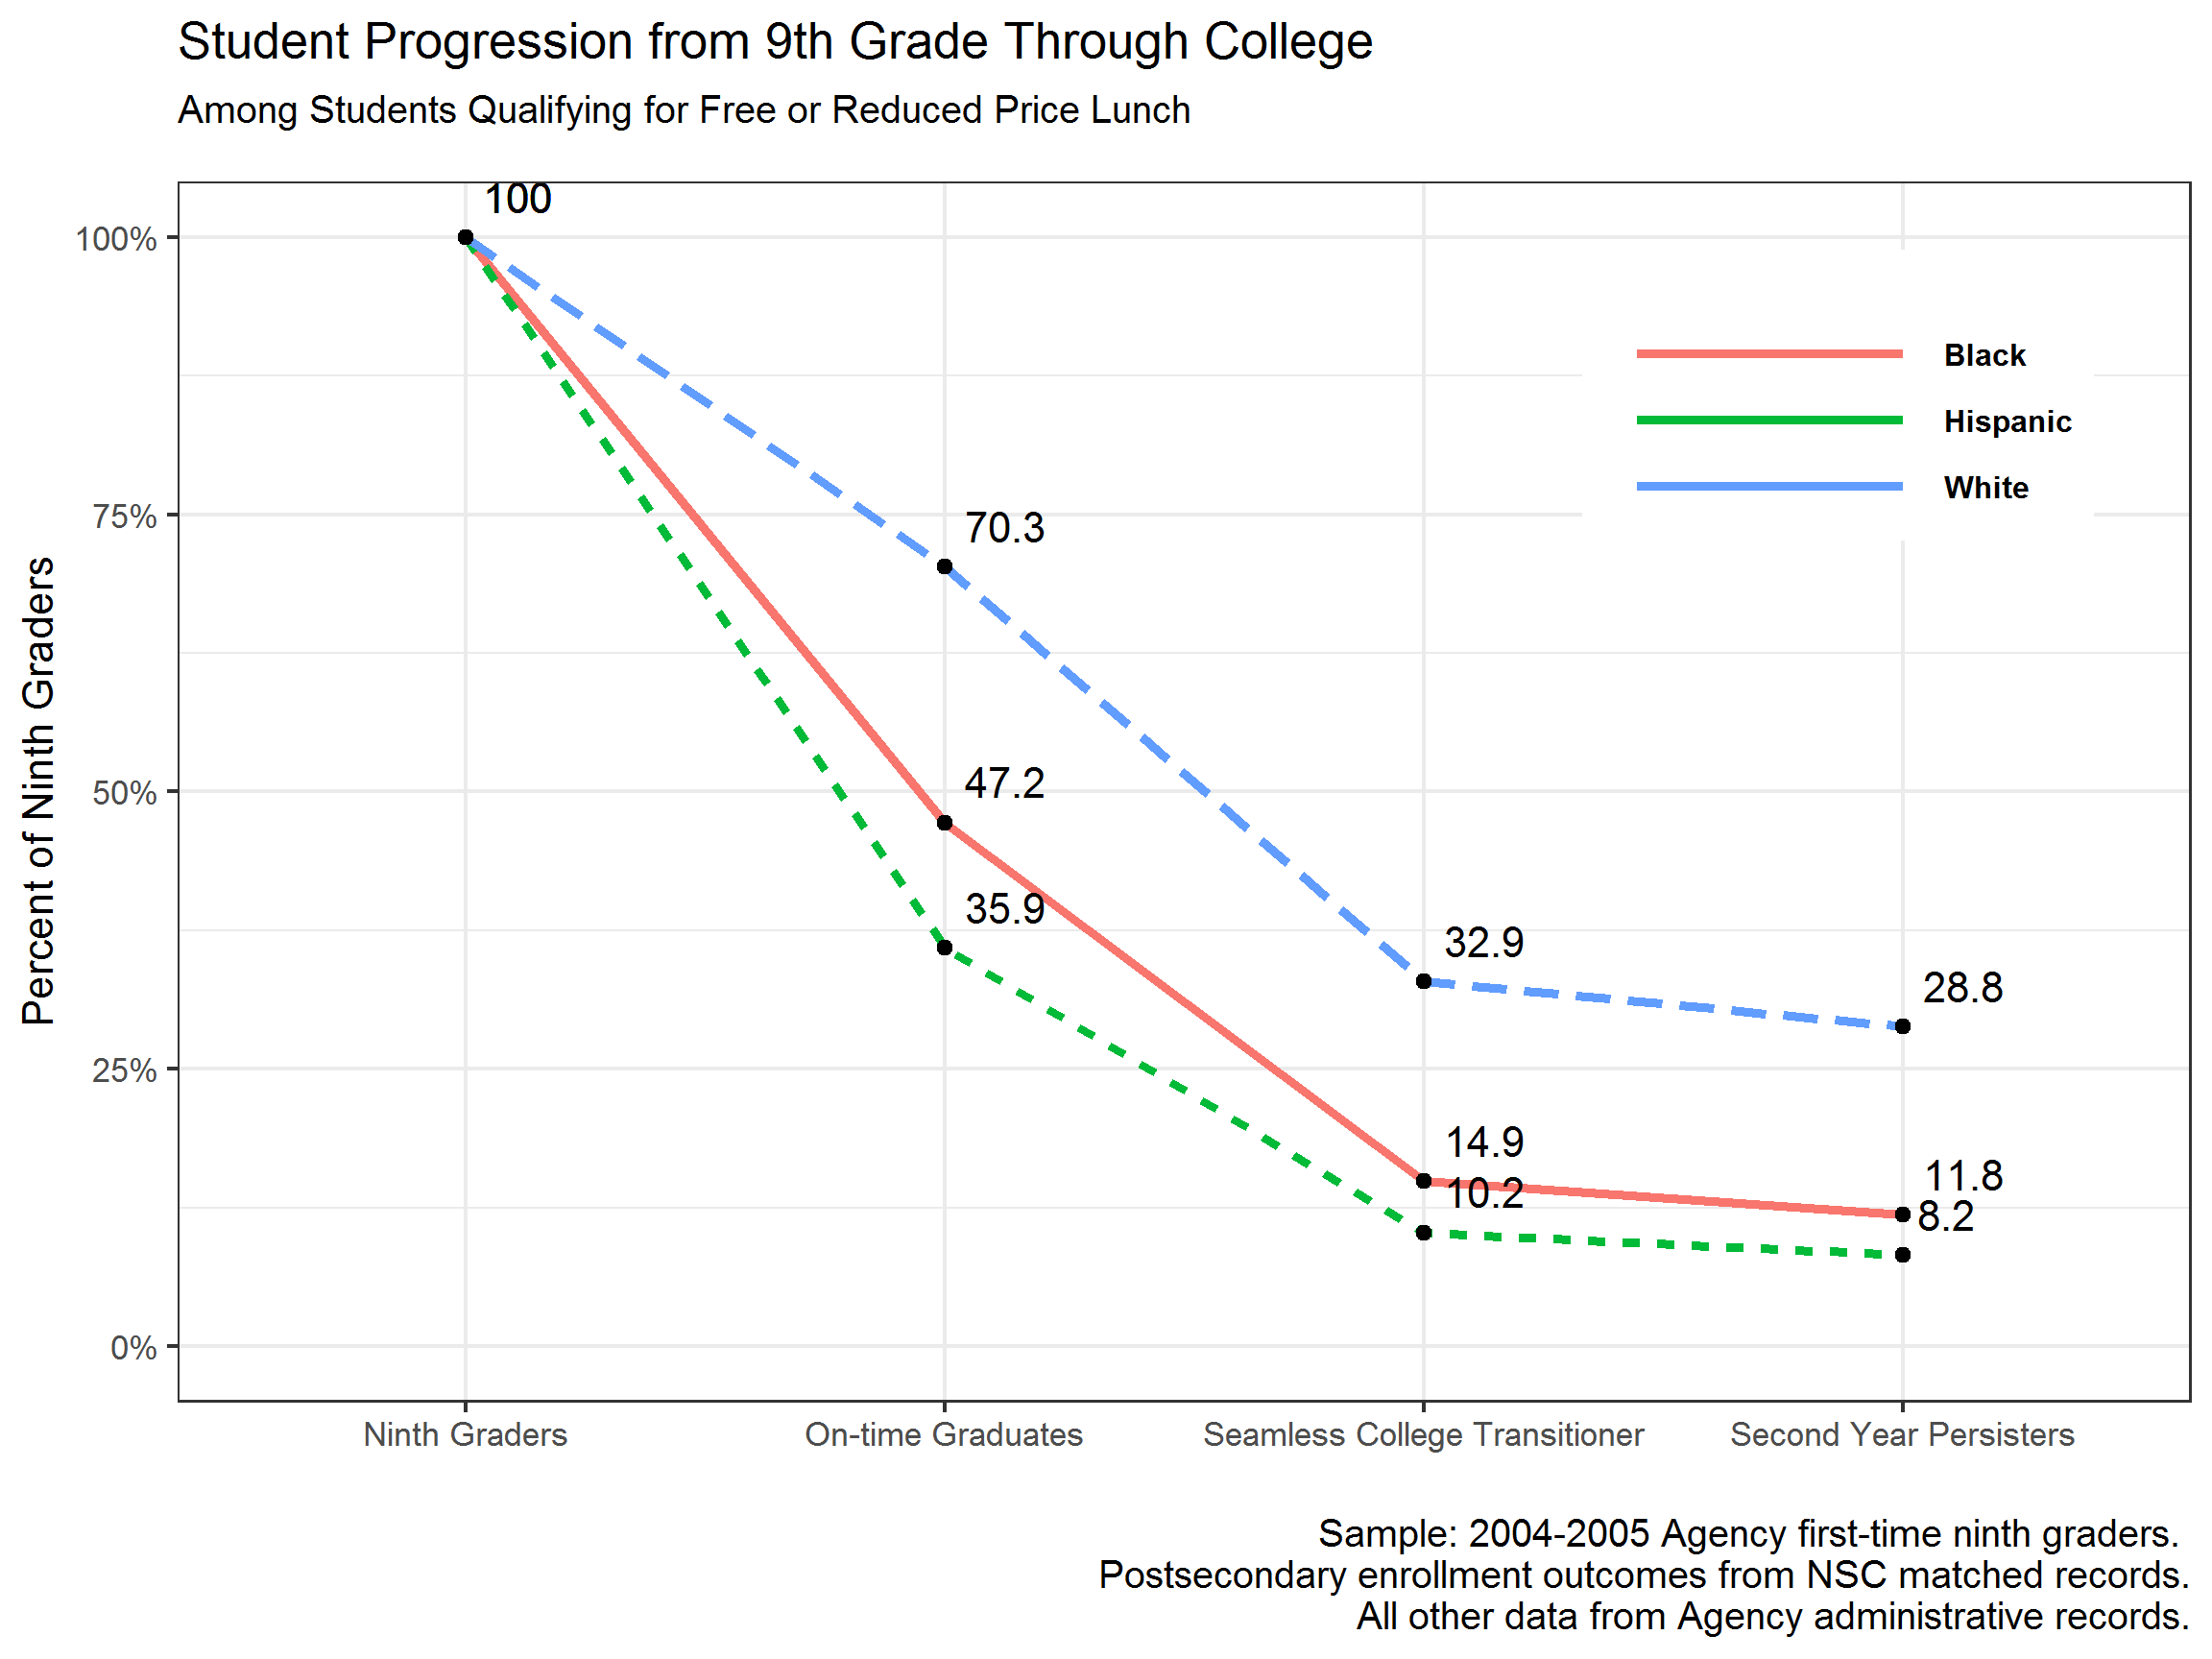 Student Progression from 9th Grade Through College
Among Students Qualifying for Free or Reduced Price Lunch
Percent of Ninth Graders
100%
75%
50%
25%
0%
100
70.3
47.2
35.9
32.9
14.9
10.2
28.8
11.8
8.2
Black
Hispanic
White
Ninth Graders
On-time Graduates
Seamless College Transitioner
Second Year Persisters
Sample: 2004-2005 Agency first-time ninth graders.
Postsecondary enrollment outcomes from NSC matched records.
All other data from Agency administrative records.